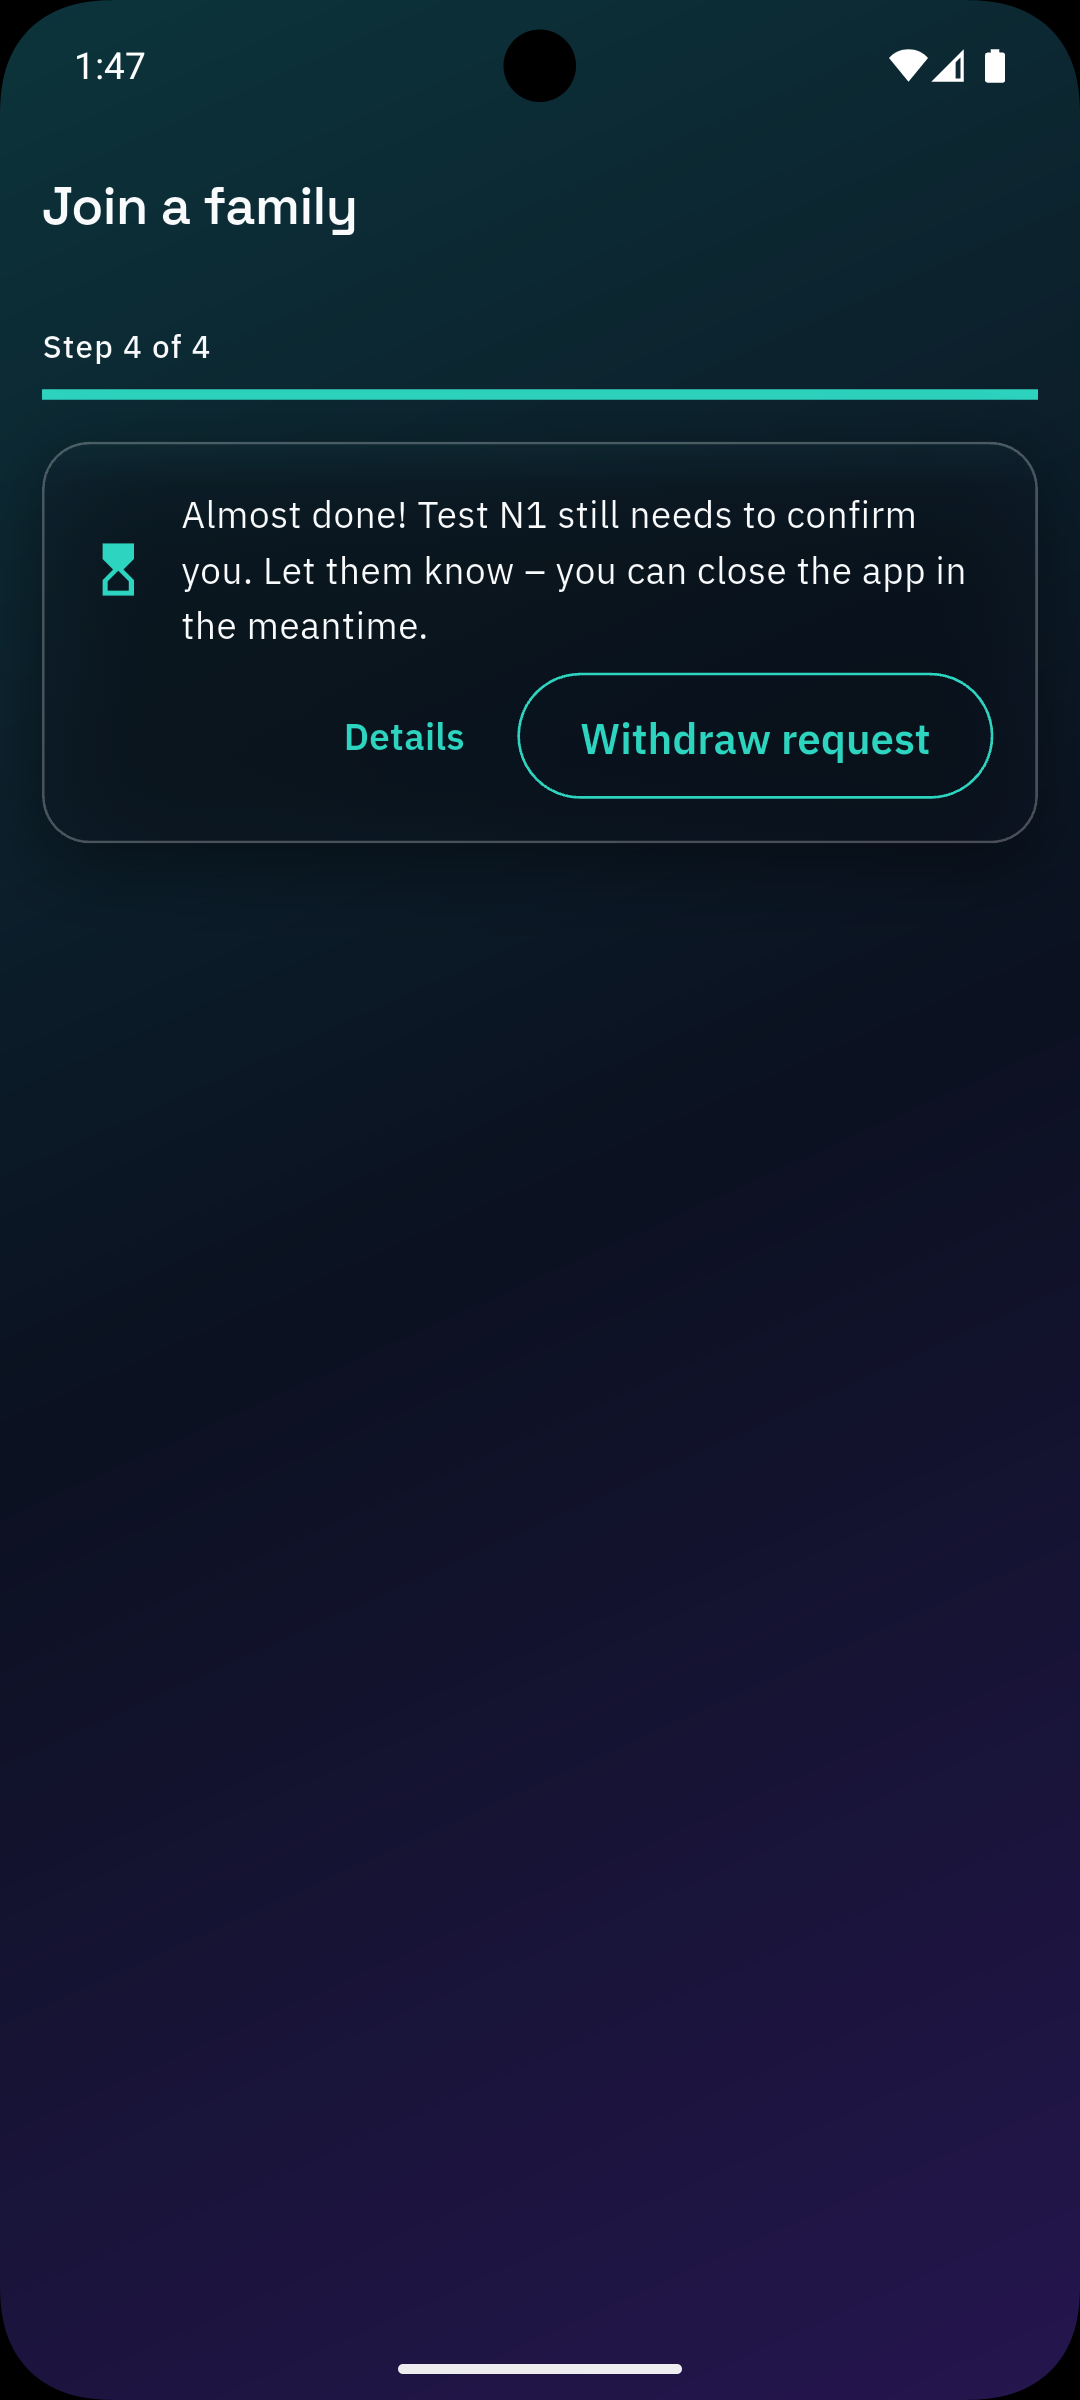 1:47
Join a family
Step 4 of 4
Almost done! Test N1 still needs to confirm
you. Let them know – you can close the app in
the meantime.
Details
Withdraw request